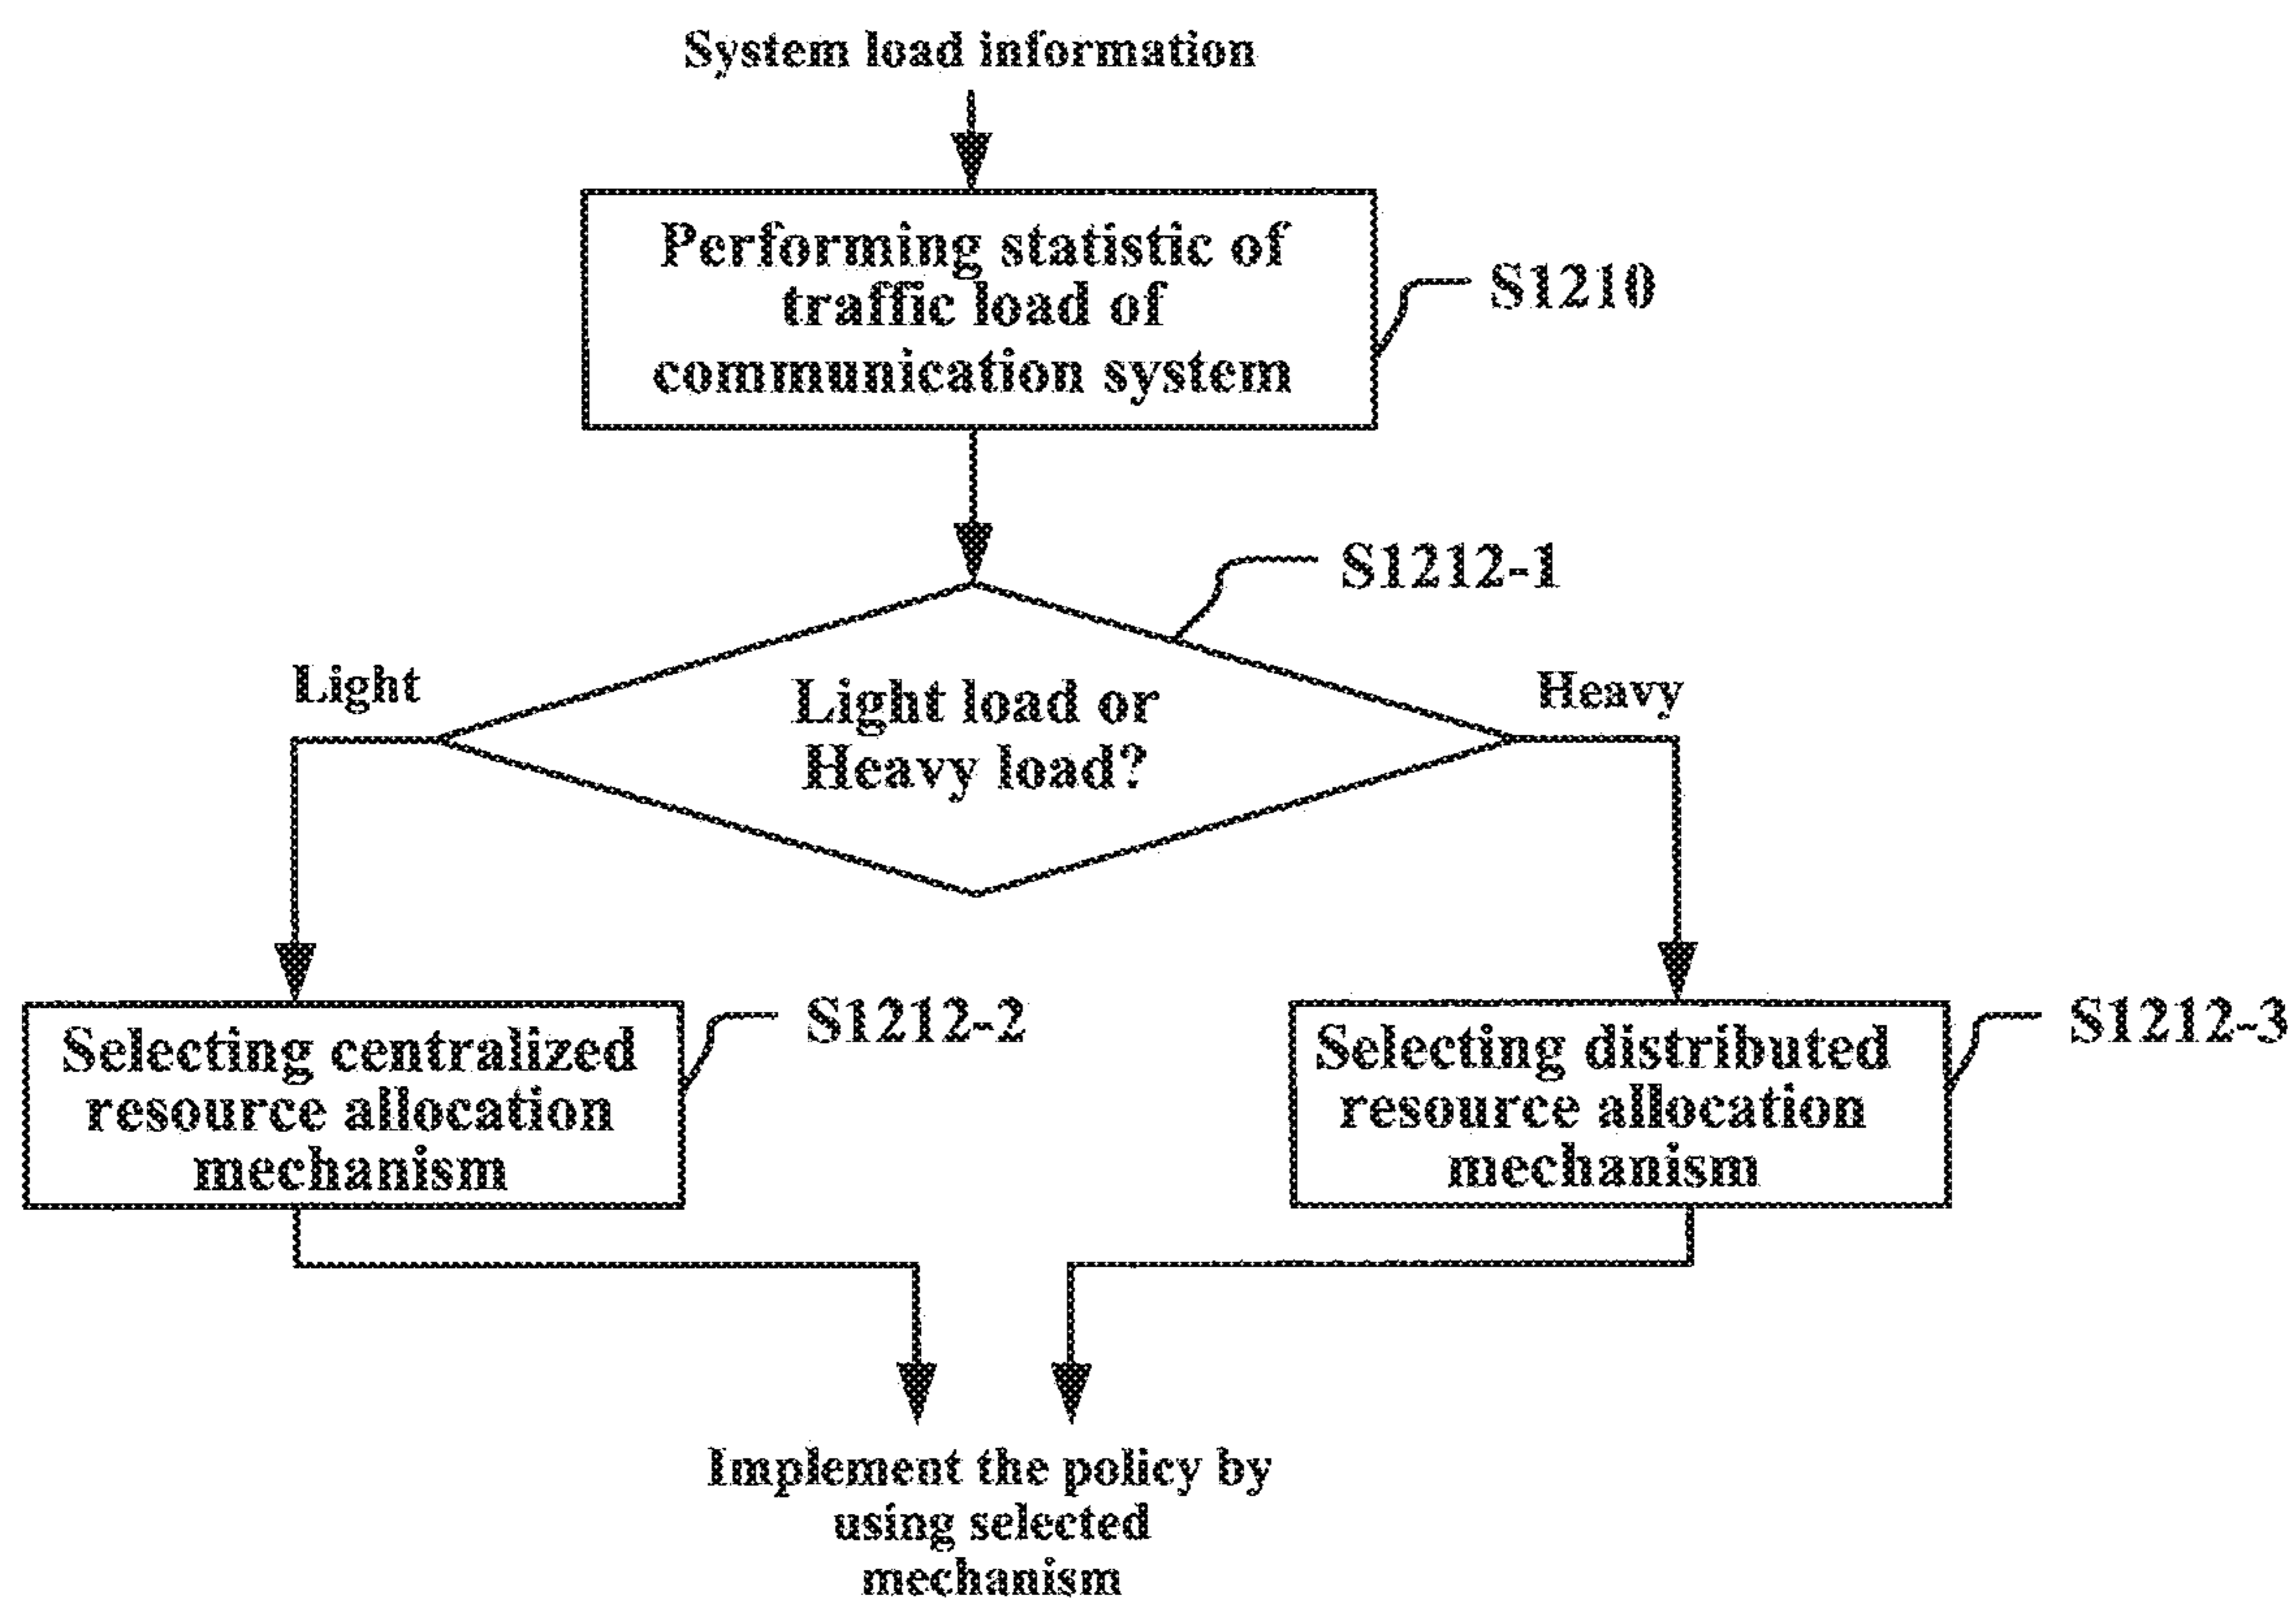 System load information
Performing statistic of
traffic load of
communication system
S1210
S1212-1
Light
Light load or
Heavy load?
Heavy
Selecting centralized
resource allocation
mechanism
S1212-2
Selecting distributed
resource allocation
mechanism
S1212-3
Implement the policy by
using selected
mechanism